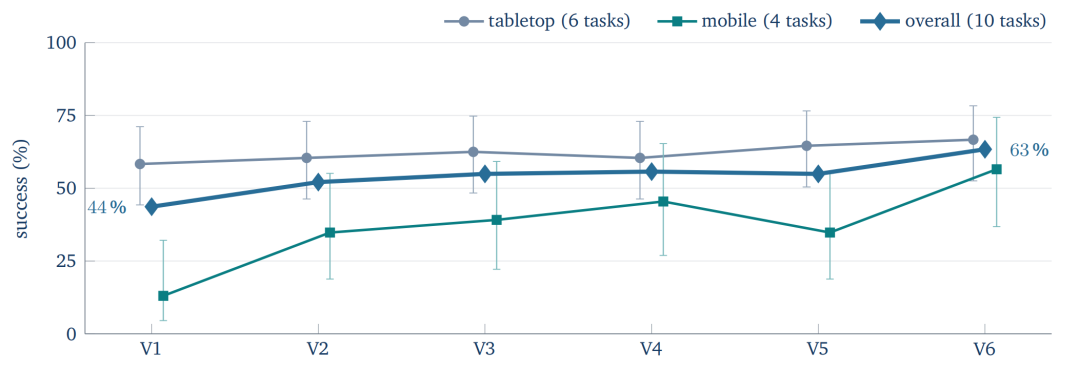 tabletop (6 tasks) mobile (4 tasks) overall (10 tasks)
100
75
50
25
0
success (%)
44 %
63 %
V1 V2 V3 V4 V5 V6